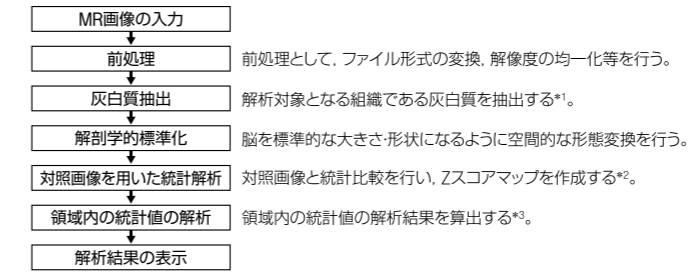 MR画像の入力
前処理 前処理として, ファイル形式の変換, 解像度の均一化等を行う。
灰白質抽出 解析対象となる組織である灰白質を抽出する*1。
解剖学的標準化 脳を標準的な大きさ・形状になるように空間的な形態変換を行う。
対照画像を用いた統計解析 対照画像と統計比較を行い, Zスコアマップを作成する*2。
領域内の統計値の解析 領域内の統計値の解析結果を算出する*3。
解析結果の表示